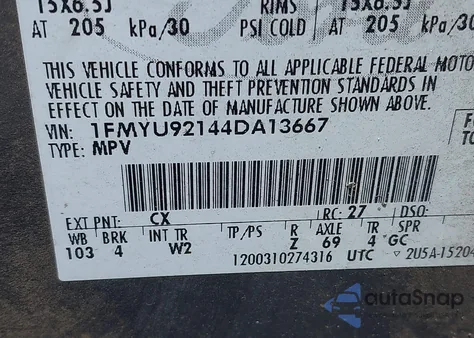 15X6.5J RIMS 15X6.5J
AT 205 kPa/30 PSI COLD AT 205 kPa/30
THIS VEHICLE CONFORMS TO ALL APPLICABLE FEDERAL MOTO
VEHICLE SAFETY AND THEFT PREVENTION STANDARDS IN
EFFECT ON THE DATE OF MANUFACTURE SHOWN ABOVE.
VIN: 1FMYU92144DA13667
TYPE: MPV
F
TO
EXT PNT: CX RC: 27 DSO:
WB BRK INT TR TP/PS R AXLE TR SPR
103 4 W2 Z 69 4 GC
1200310274316 UTC ▽ 2U5A-15204
autoSnap